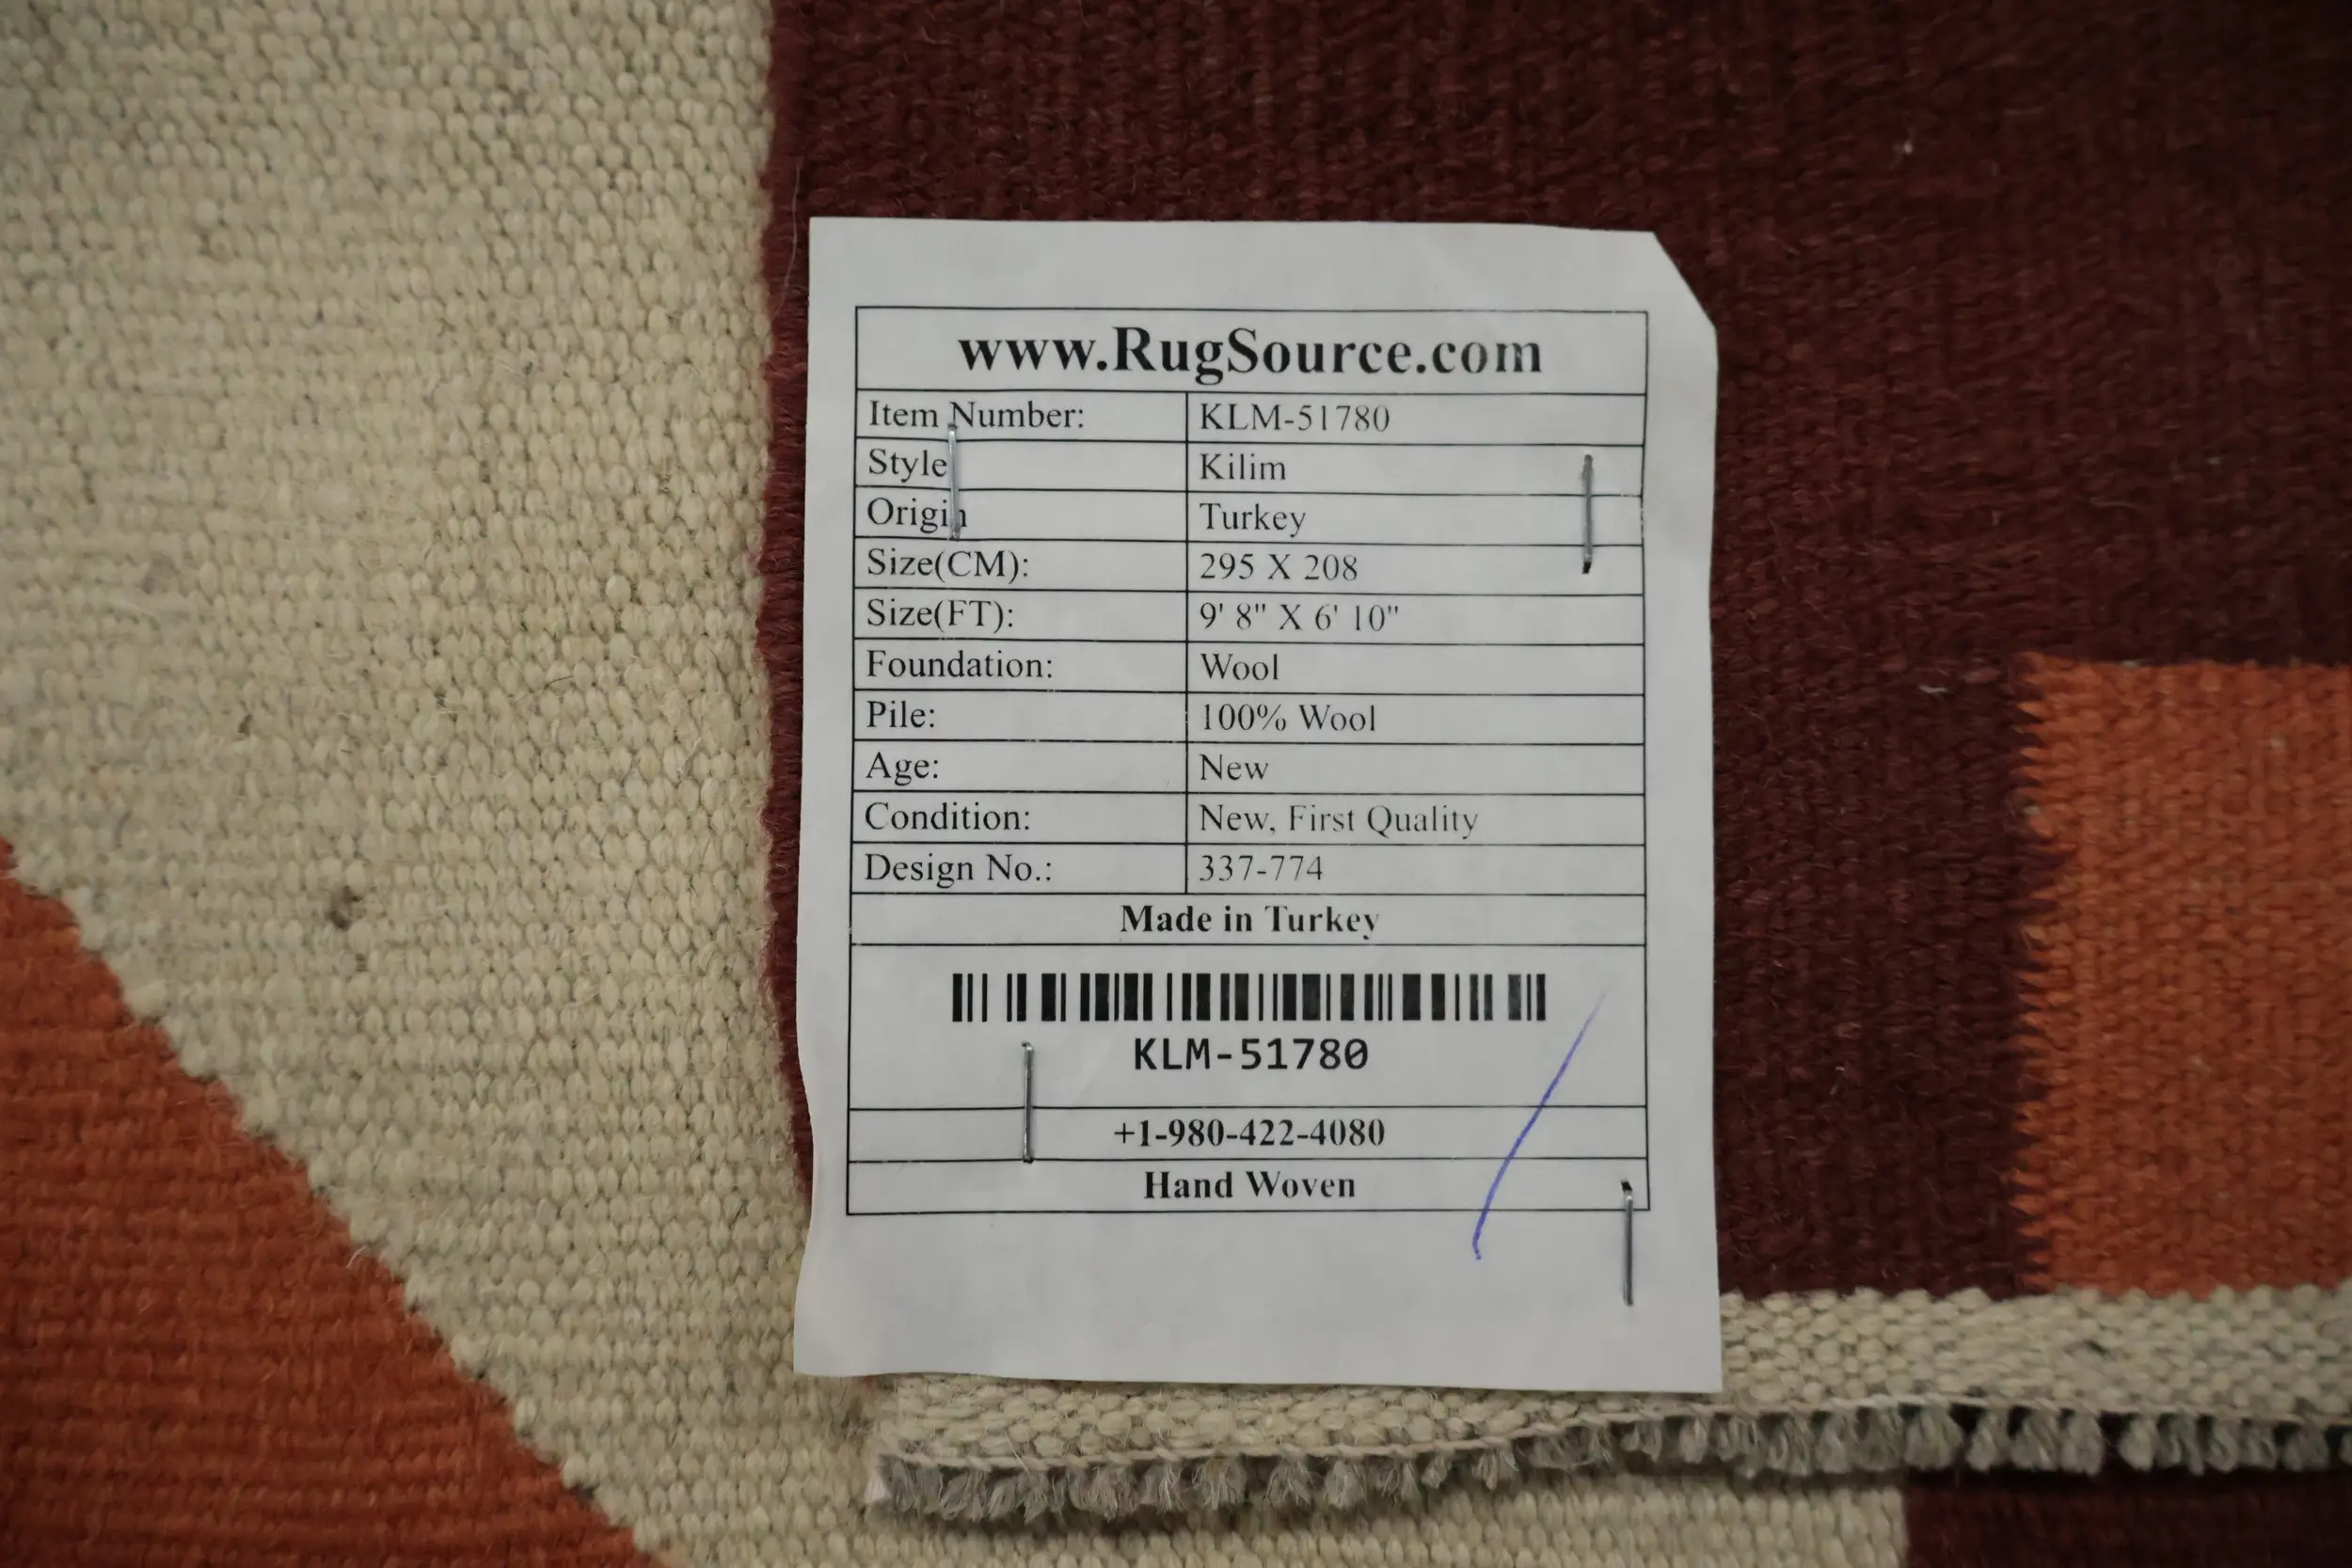 www.RugSource.com
Item Number: KLM-51780
Style Kilim
Origin Turkey
Size(CM): 295 X 208
Size(FT): 9' 8" X 6' 10"
Foundation: Wool
Pile: 100% Wool
Age: New
Condition: New, First Quality
Design No.: 337-774
Made in Turkey
KLM-51780
+1-980-422-4080
Hand Woven